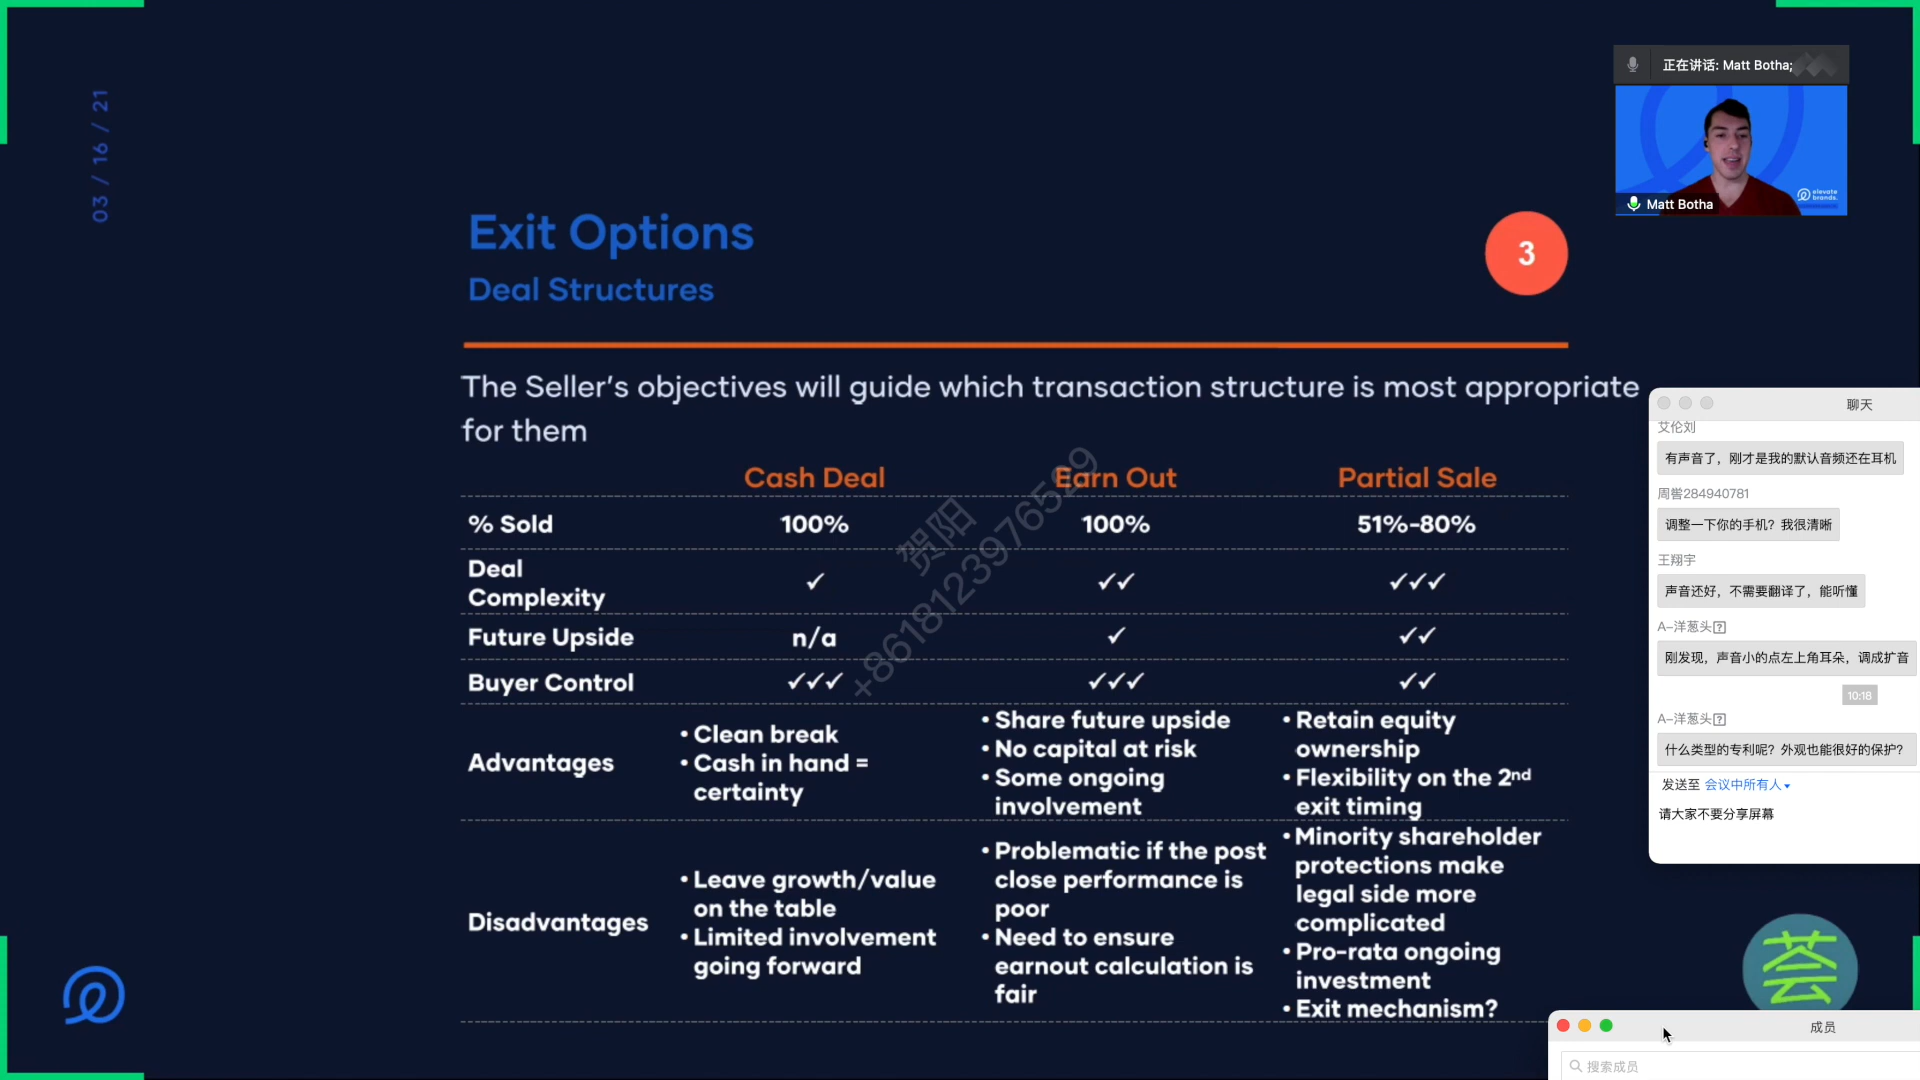 03 / 16 / 21
正在讲话: Matt Botha;
elevate
brands.
Matt Botha
Exit Options
Deal Structures
3
The Seller's objectives will guide which transaction structure is most appropriate
for them
Cash Deal Earn Out Partial Sale
% Sold 100% 100% 51%-80%
Deal
Complexity ✓ ✓✓ ✓✓✓
Future Upside n/a ✓ ✓✓
Buyer Control ✓✓✓ ✓✓✓ ✓✓
Advantages
• Clean break
• Cash in hand =
certainty
• Share future upside
• No capital at risk
• Some ongoing
involvement
• Retain equity
ownership
• Flexibility on the 2nd
exit timing
Disadvantages
• Leave growth/value
on the table
• Limited involvement
going forward
• Problematic if the post
close performance is
poor
• Need to ensure
earnout calculation is
fair
• Minority shareholder
protections make
legal side more
complicated
• Pro-rata ongoing
investment
• Exit mechanism?
贺阳
+8618123976529
聊天
艾伦刘
有声音了，刚才是我的默认音频还在耳机
周喾284940781
调整一下你的手机？我很清晰
王翔宇
声音还好，不需要翻译了，能听懂
A-洋葱头?
刚发现，声音小的点左上角耳朵，调成扩音
10:18
A-洋葱头?
什么类型的专利呢？外观也能很好的保护？
发送至 会议中所有人
请大家不要分享屏幕
荟
成员
搜索成员